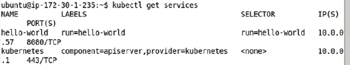 ubuntu@ip-172-30-1-235:~$ kubectl get services
NAME LABELS SELECTOR IP(S)
PORT(S)
hello-world run=hello-world run=hello-world 10.0.0
.57 8080/TCP
kubernetes component=apiserver,provider=kubernetes <none> 10.0.0
.1 443/TCP